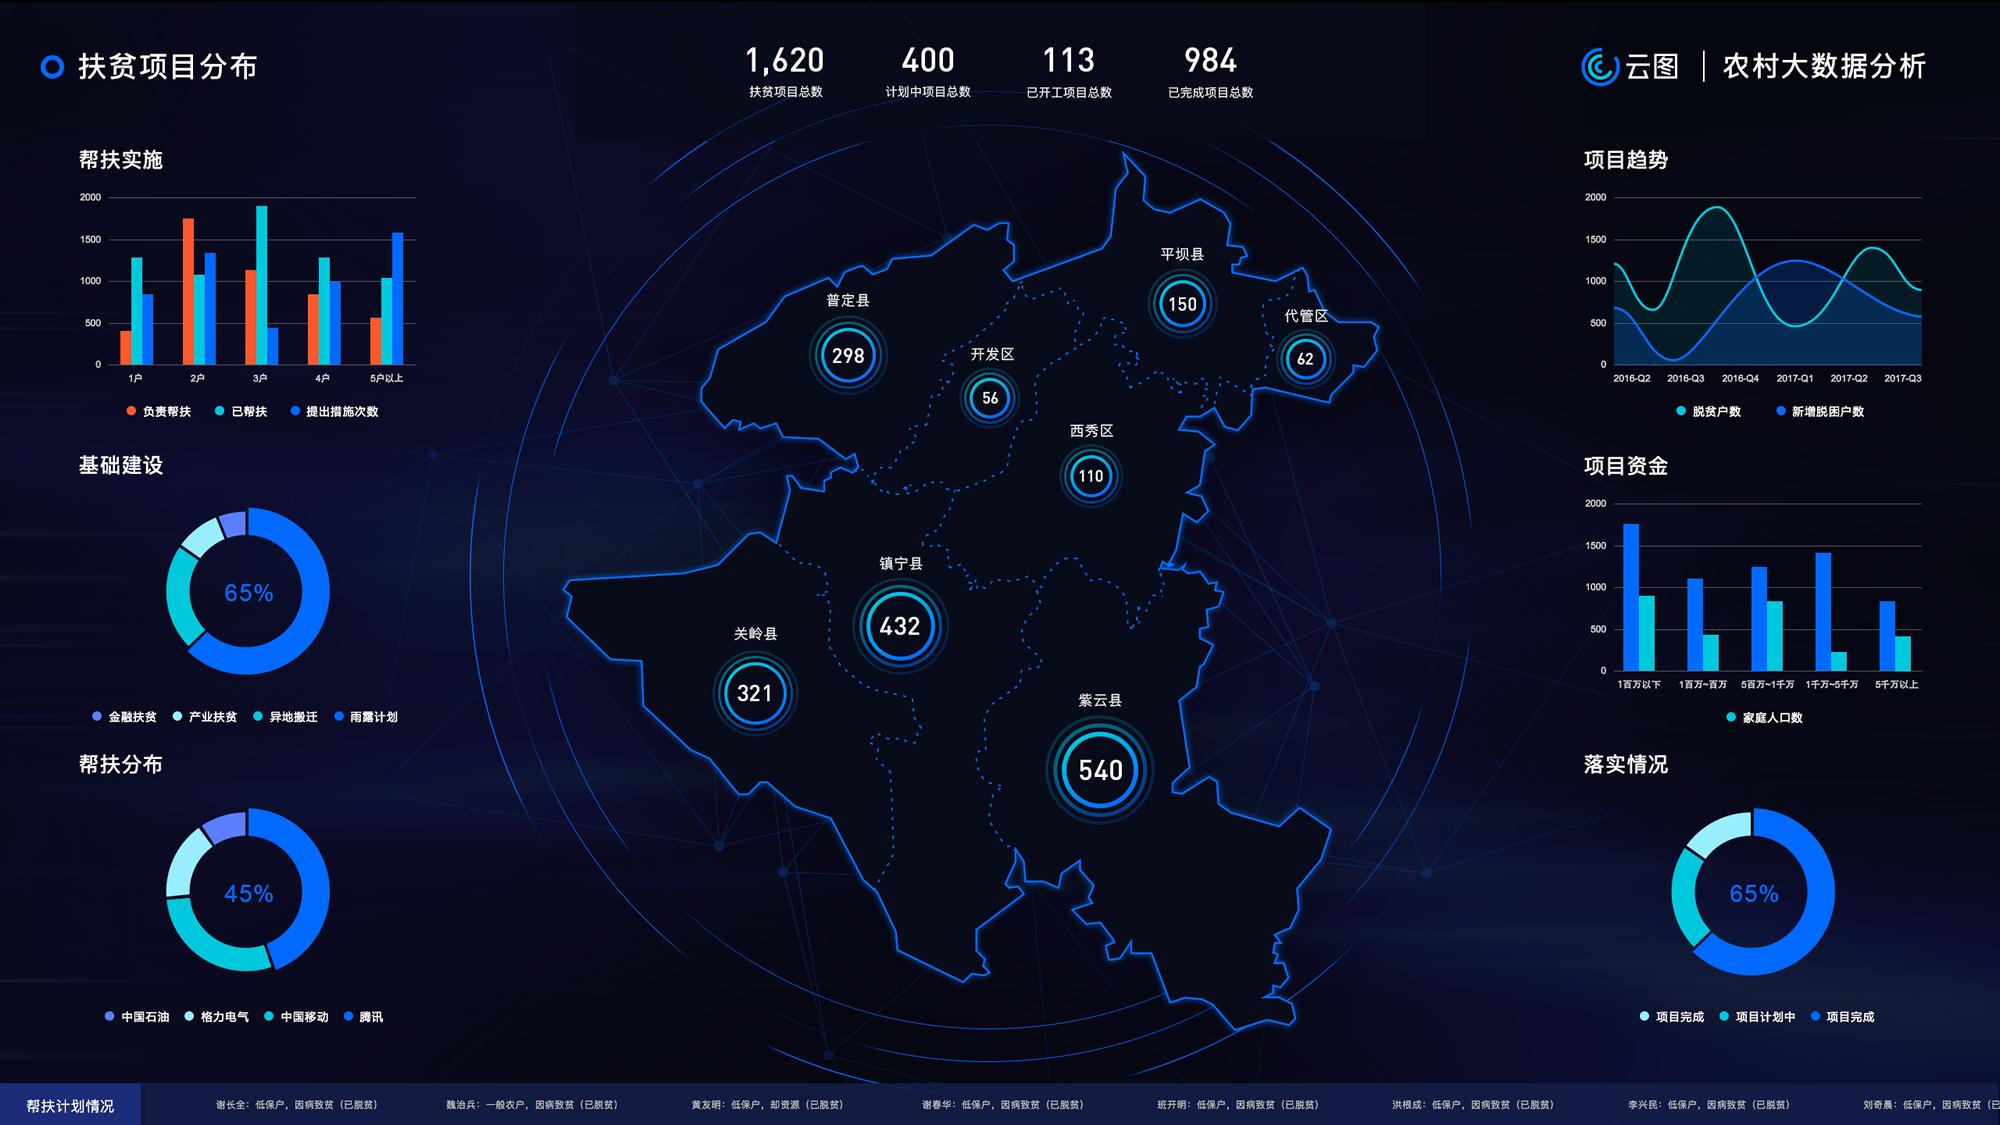 扶贫项目分布
1,620
扶贫项目总数
400
计划中项目总数
113
已开工项目总数
984
已完成项目总数
云图 | 农村大数据分析
帮扶实施
2000
1500
1000
500
0
1户 2户 3户 4户 5户以上
负责帮扶 已帮扶 提出措施次数
基础建设
65%
金融扶贫 产业扶贫 异地搬迁 雨露计划
帮扶分布
45%
中国石油 格力电气 中国移动 腾讯
平坝县
150
普定县
298
代管区
62
开发区
56
西秀区
110
镇宁县
432
关岭县
321
紫云县
540
项目趋势
2000
1500
1000
500
0
2016-Q2 2016-Q3 2016-Q4 2017-Q1 2017-Q2 2017-Q3
脱贫户数 新增脱困户数
项目资金
2000
1500
1000
500
0
1百万以下 1百万~百万 5百万~1千万 1千万~5千万 5千万以上
家庭人口数
落实情况
65%
项目完成 项目计划中 项目完成
帮扶计划情况
谢长全：低保户，因病致贫（已脱贫） 魏治兵：一般农户，因病致贫（已脱贫） 黄友明：低保户，却资源（已脱贫） 谢春华：低保户，因病致贫（已脱贫） 班开明：低保户，因病致贫（已脱贫） 洪根成：低保户，因病致贫（已脱贫） 李兴民：低保户，因病致贫（已脱贫） 刘奇晨：低保户，因病致贫（已